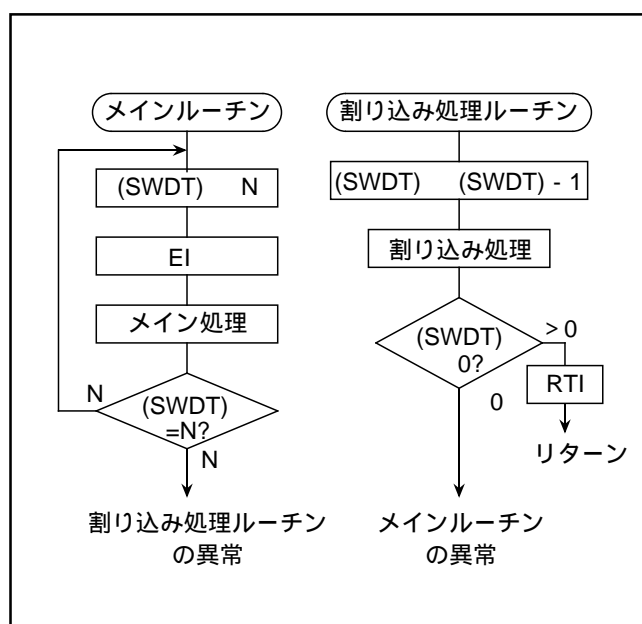 メインルーチン
(SWDT) N
EI
メイン処理
(SWDT)
=N?
N
N
割り込み処理ルーチン
の異常
割り込み処理ルーチン
(SWDT) (SWDT) - 1
割り込み処理
(SWDT)
0?
> 0
RTI
リターン
0
メインルーチン
の異常